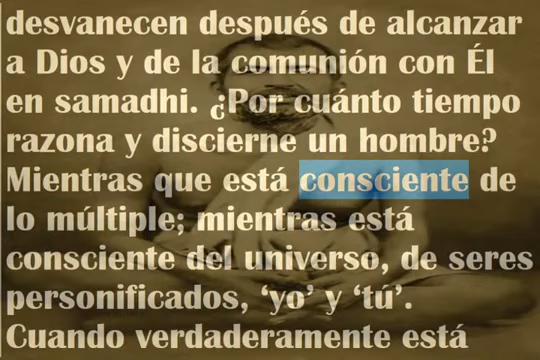 desvanecen después de alcanzar
a Dios y de la comunión con Él
en samadhi. ¿Por cuánto tiempo
razona y discierne un hombre?
Mientras que está consciente de
lo múltiple; mientras está
consciente del universo, de seres
personificados, ‘yo’ y ‘tú’.
Cuando verdaderamente está